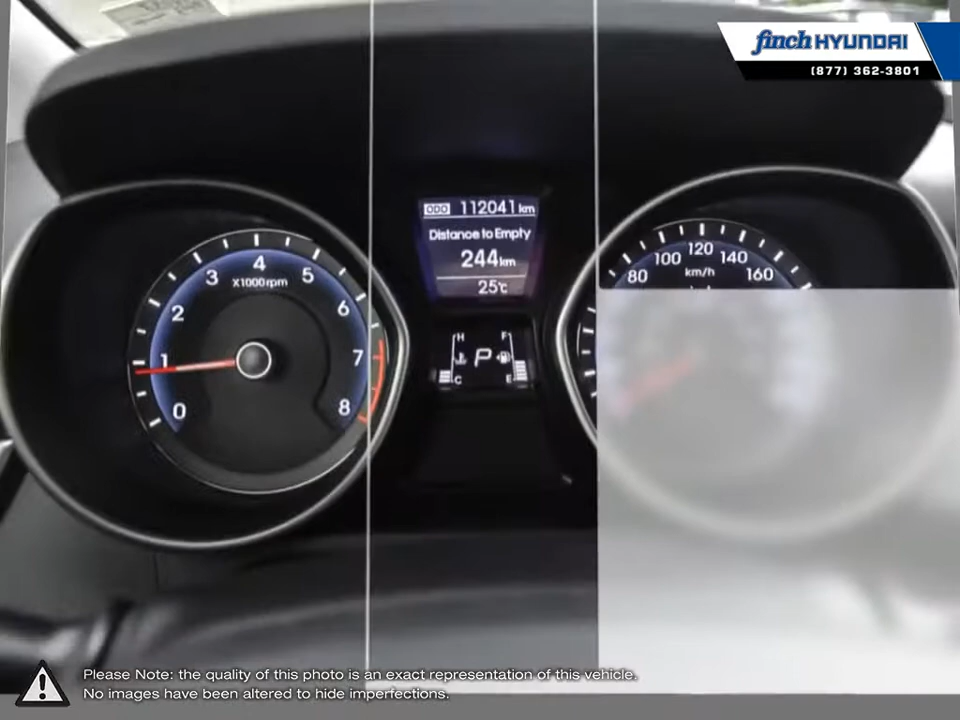 finch HYUNDAI
(877) 362-3801
ODO 112041 km
Distance to Empty
244 km
25°C
0
1
2
3
4
5
6
7
8
x1000rpm
80
100
120
140
160
km/h
H
F
P
C
E
Please Note: the quality of this photo is an exact representation of this vehicle.
No images have been altered to hide imperfections.